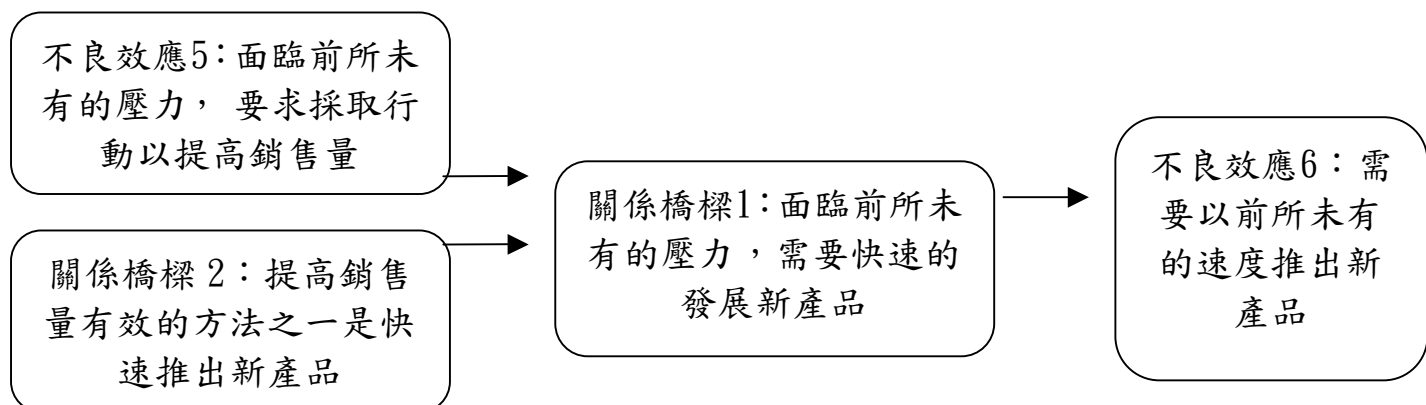 不良效應5:面臨前所未
有的壓力, 要求採取行
動以提高銷售量
關係橋樑 2:提高銷售
量有效的方法之一是快
速推出新產品
關係橋樑1:面臨前所未
有的壓力,需要快速的
發展新產品
不良效應6:需
要以前所未有
的速度推出新
產品